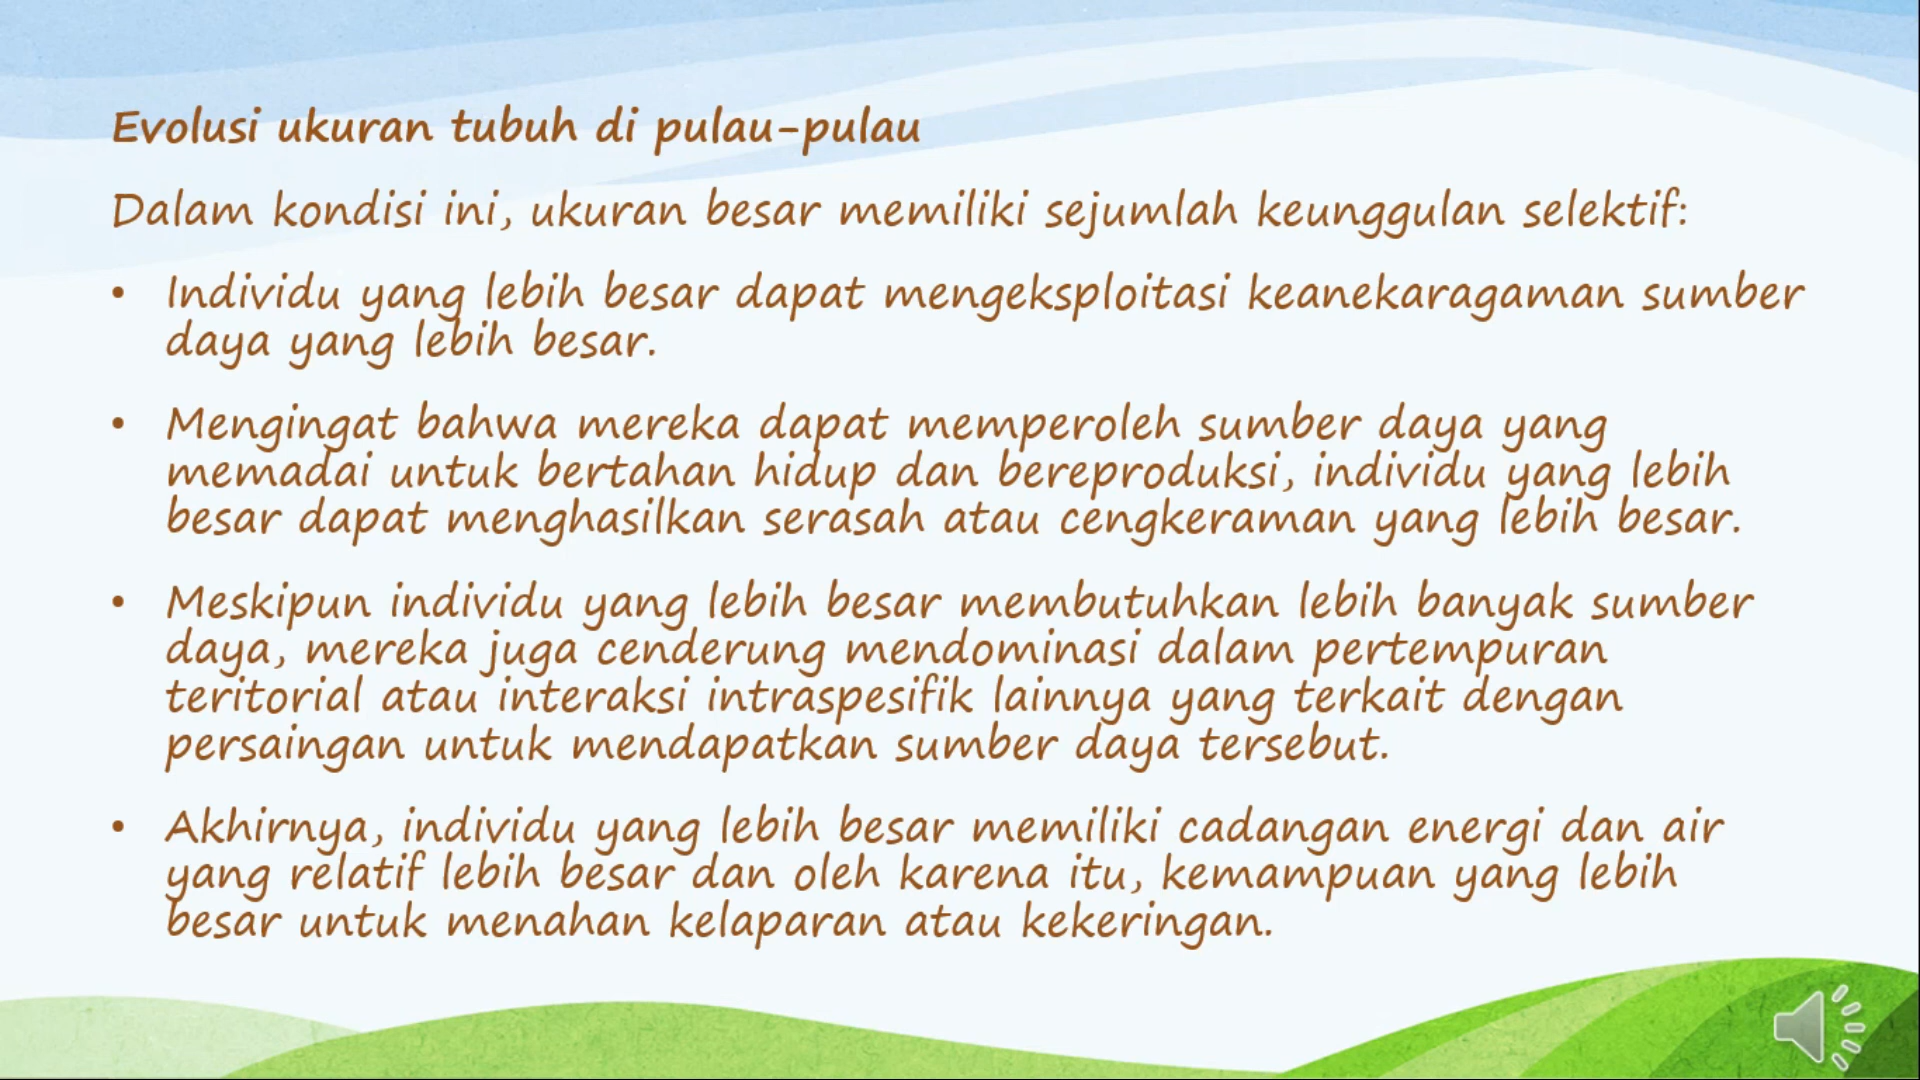 Evolusi ukuran tubuh di pulau-pulau
Dalam kondisi ini, ukuran besar memiliki sejumlah keunggulan selektif:
• Individu yang lebih besar dapat mengeksploitasi keanekaragaman sumber
daya yang lebih besar.
• Mengingat bahwa mereka dapat memperoleh sumber daya yang
memadai untuk bertahan hidup dan bereproduksi, individu yang lebih
besar dapat menghasilkan serasah atau cengkeraman yang lebih besar.
• Meskipun individu yang lebih besar membutuhkan lebih banyak sumber
daya, mereka juga cenderung mendominasi dalam pertempuran
teritorial atau interaksi intraspesifik lainnya yang terkait dengan
persaingan untuk mendapatkan sumber daya tersebut.
• Akhirnya, individu yang lebih besar memiliki cadangan energi dan air
yang relatif lebih besar dan oleh karena itu, kemampuan yang lebih
besar untuk menahan kelaparan atau kekeringan.